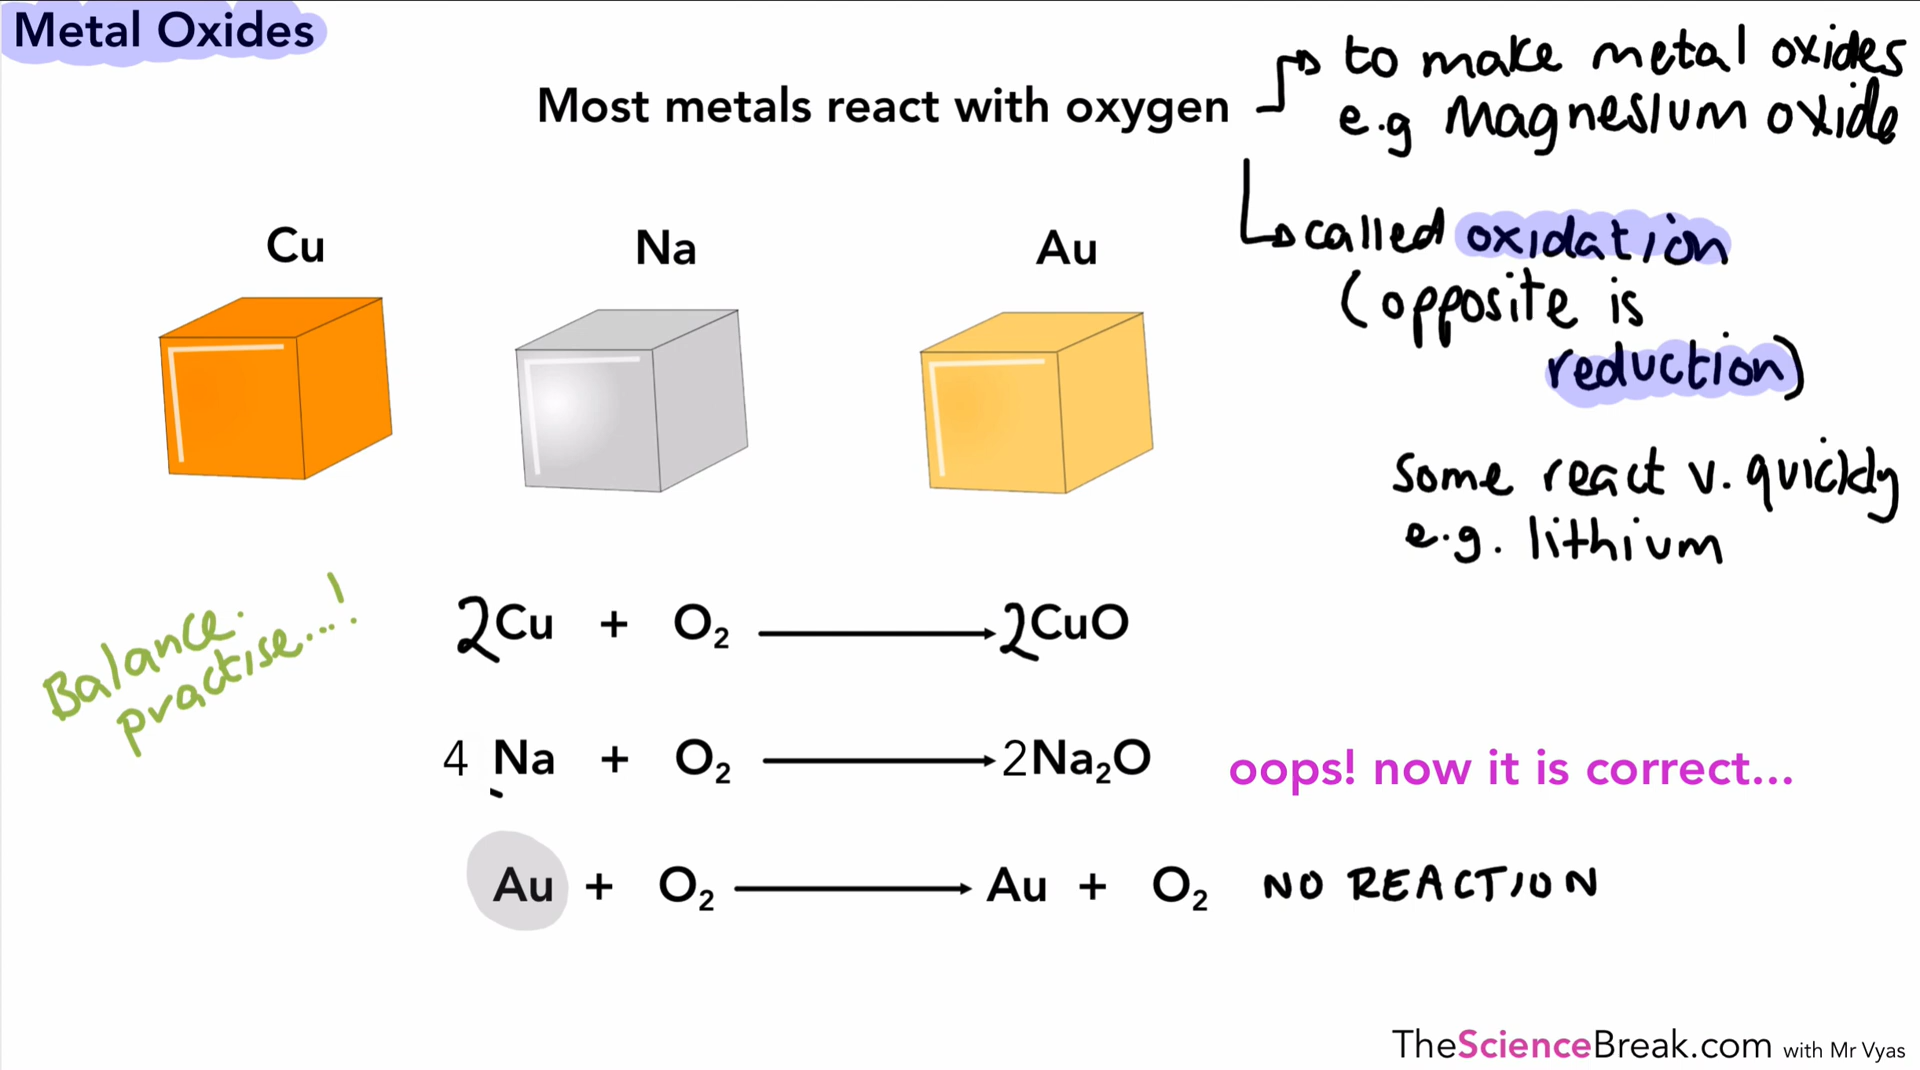 Metal Oxides
Most metals react with oxygen
to make metal oxides
e.g Magnesium oxide
called oxidation
(opposite is
reduction)
Some react v. quickly
e.g. lithium
Cu
Na
Au
Balance.
practise...!
2Cu + O₂ → 2CuO
4 Na + O₂ → 2Na₂O
oops! now it is correct...
Au + O₂ → Au + O₂ NO REACTION
TheScienceBreak.com with Mr Vyas